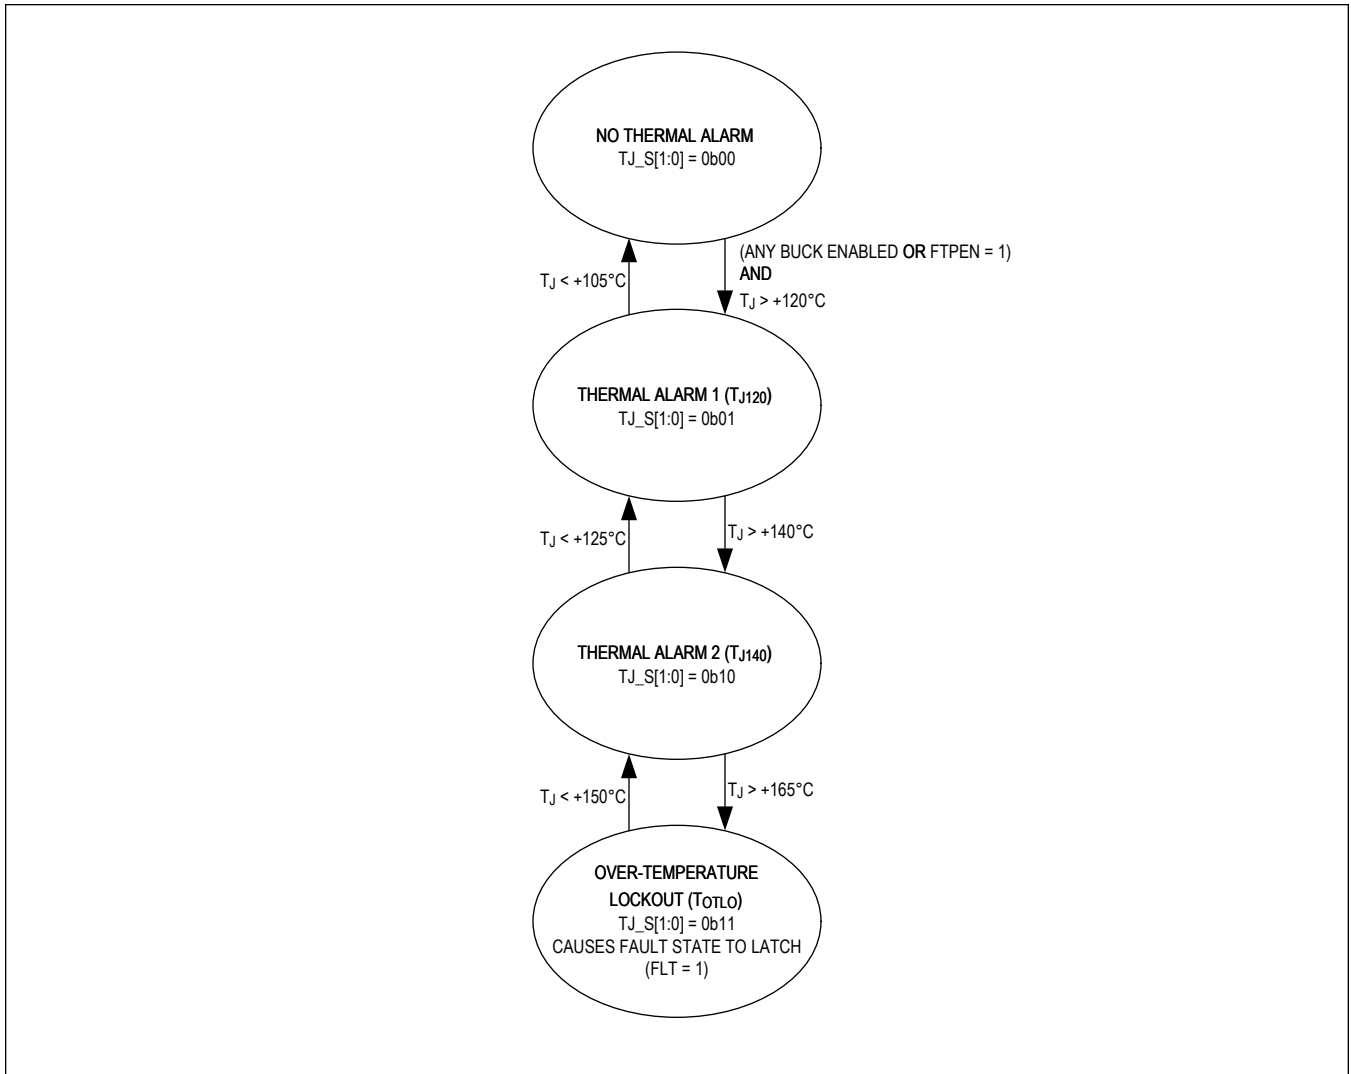 NO THERMAL ALARM
TJ_S[1:0] = 0b00
(ANY BUCK ENABLED OR FTPEN = 1)
AND
TJ > +120°C
TJ < +105°C
THERMAL ALARM 1 (TJ120)
TJ_S[1:0] = 0b01
TJ < +125°C
TJ > +140°C
THERMAL ALARM 2 (TJ140)
TJ_S[1:0] = 0b10
TJ < +150°C
TJ > +165°C
OVER-TEMPERATURE
LOCKOUT (TOTLO)
TJ_S[1:0] = 0b11
CAUSES FAULT STATE TO LATCH
(FLT = 1)